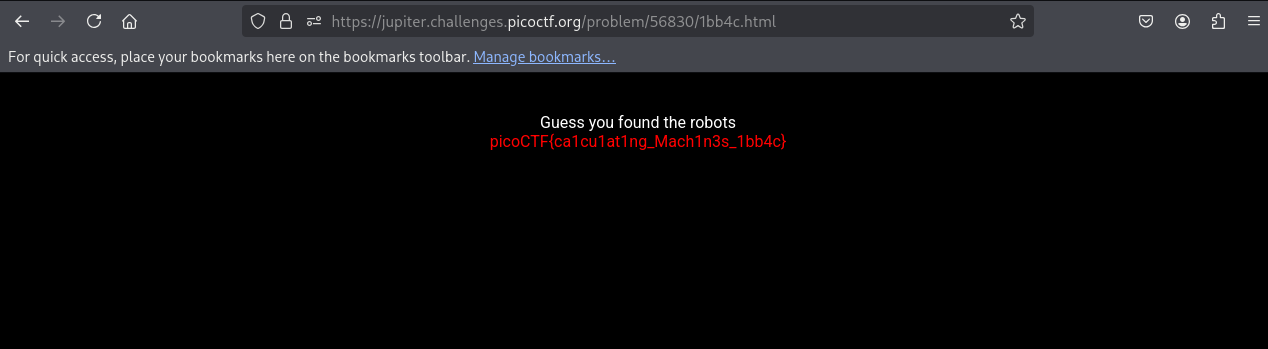 https://jupiter.challenges.picoctf.org/problem/56830/1bb4c.html
For quick access, place your bookmarks here on the bookmarks toolbar. Manage bookmarks...
Guess you found the robots
picoCTF{ca1cu1at1ng_Mach1n3s_1bb4c}